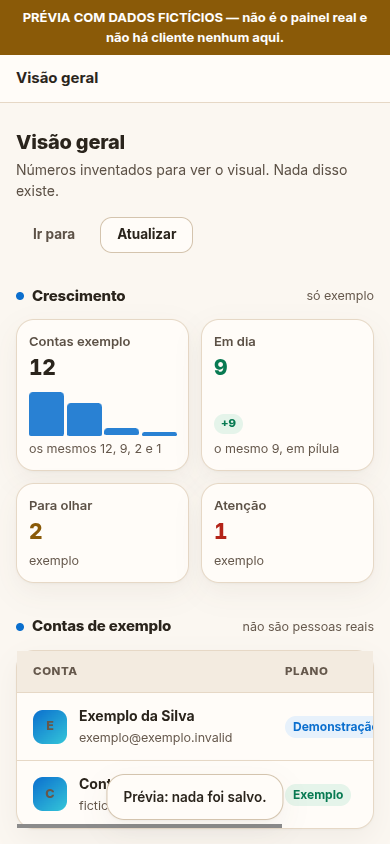 PRÉVIA COM DADOS FICTÍCIOS — não é o painel real e
não há cliente nenhum aqui.
Visão geral
Visão geral
Números inventados para ver o visual. Nada disso
existe.
Ir para
Atualizar
Crescimento
só exemplo
Contas exemplo
12
os mesmos 12, 9, 2 e 1
Em dia
9
+9
o mesmo 9, em pílula
Para olhar
2
exemplo
Atenção
1
exemplo
Contas de exemplo
não são pessoas reais
CONTA
PLANO
E
Exemplo da Silva
exemplo@exemplo.invalid
C
Exemplo
Prévia: nada foi salvo.